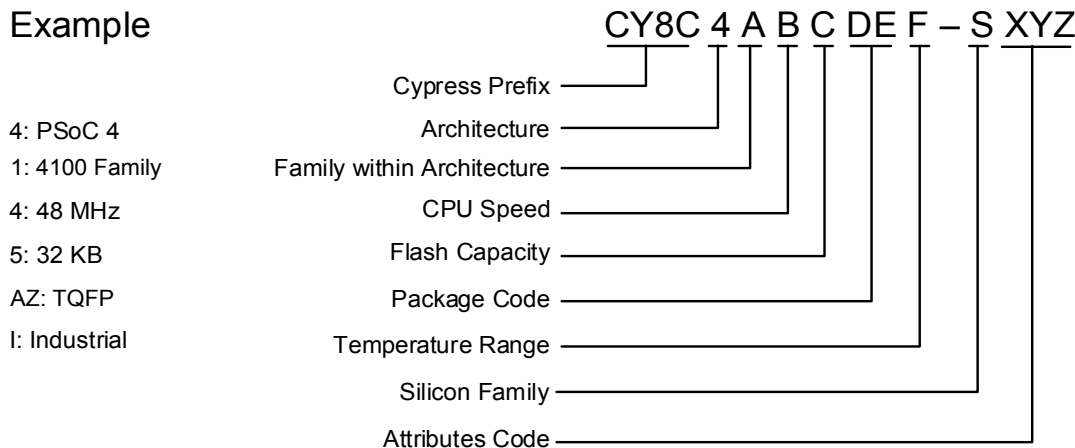 Example CY8C 4 A B C DE F – S XYZ
Cypress Prefix
4: PSoC 4 Architecture
1: 4100 Family Family within Architecture
4: 48 MHz CPU Speed
5: 32 KB Flash Capacity
AZ: TQFP Package Code
I: Industrial Temperature Range
Silicon Family
Attributes Code